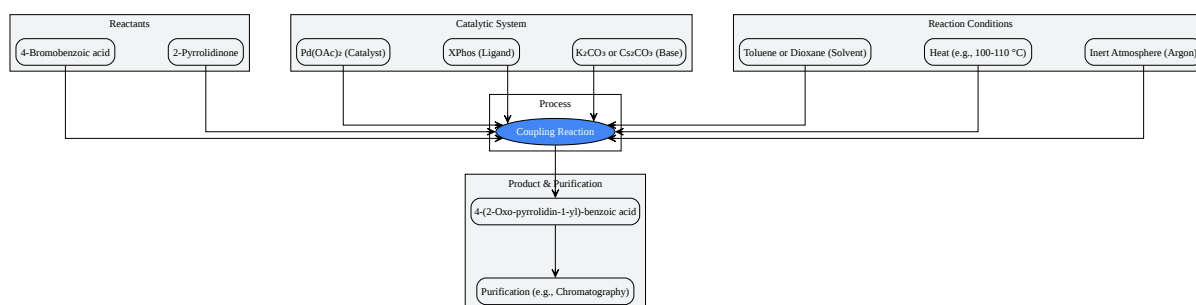 Reactants
4-Bromobenzoic acid
2-Pyrrolidinone
Catalytic System
Pd(OAc)₂ (Catalyst)
XPhos (Ligand)
K₂CO₃ or Cs₂CO₃ (Base)
Reaction Conditions
Toluene or Dioxane (Solvent)
Heat (e.g., 100-110 °C)
Inert Atmosphere (Argon)
Process
Coupling Reaction
Product & Purification
4-(2-Oxo-pyrrolidin-1-yl)-benzoic acid
Purification (e.g., Chromatography)